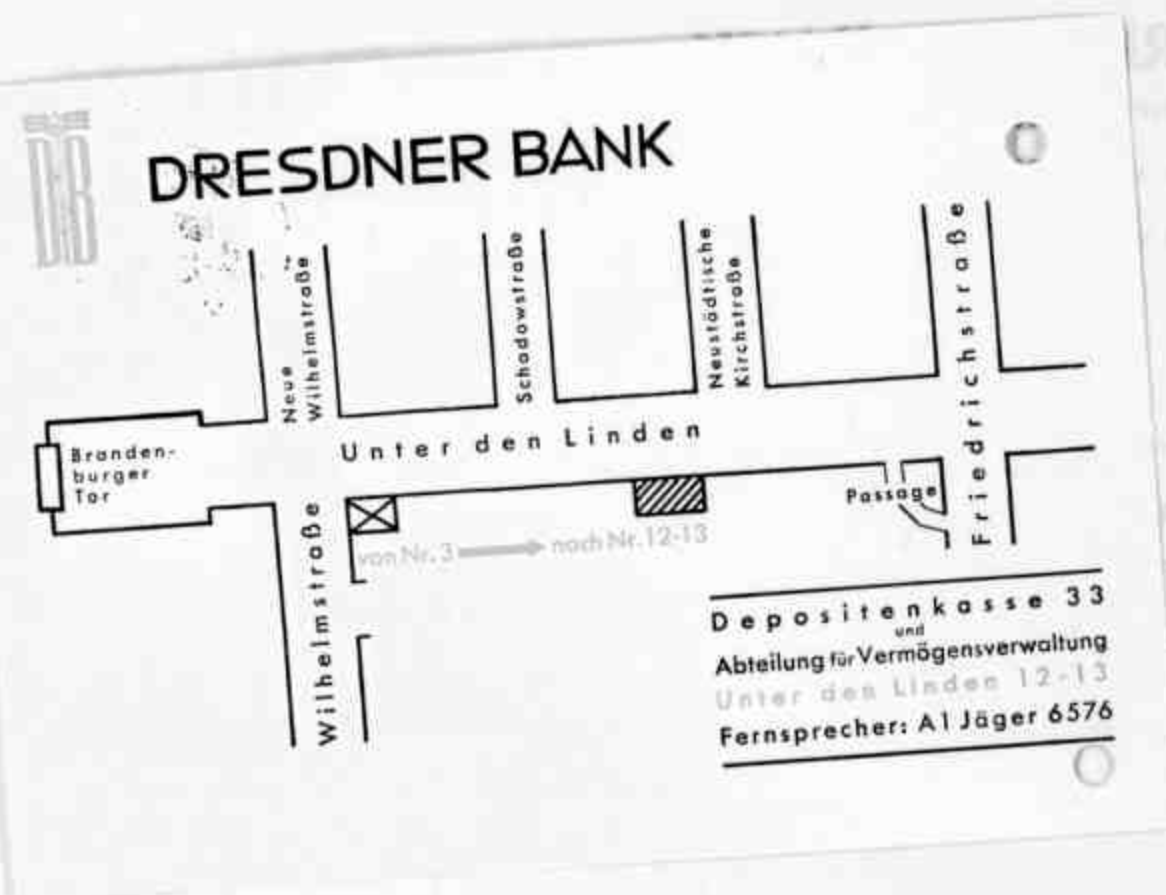 DB
DRESDNER BANK
Neue
Wilhelmstraße
Schadowstraße
Neustädtische
Kirchstraße
Friedrichstraße
Branden-
burger
Tor
Unter den Linden
Passage
Wilhelmstraße
von Nr. 3 nach Nr. 12-13
Depositenkasse 33
und
Abteilung für Vermögensverwaltung
Unter den Linden 12-13
Fernsprecher: A1 Jäger 6576